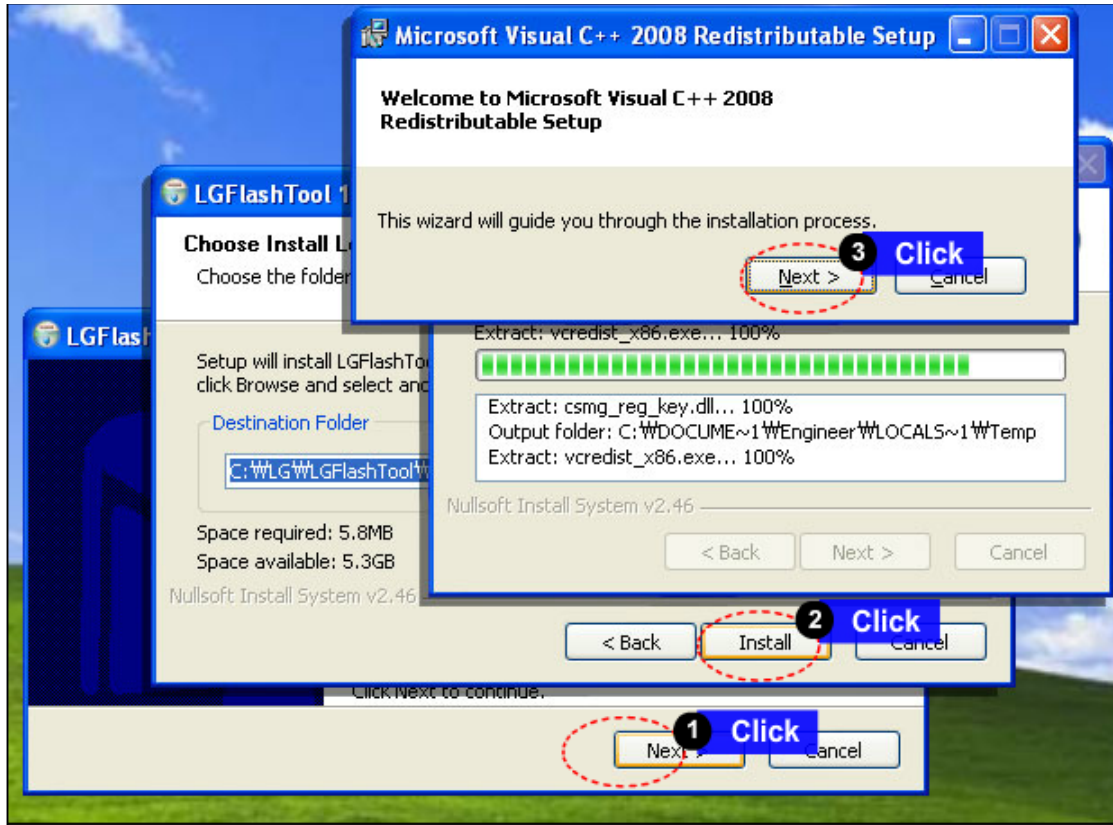 Microsoft Visual C++ 2008 Redistributable Setup
Welcome to Microsoft Visual C++ 2008
Redistributable Setup
This wizard will guide you through the installation process.
3 Click
Next >
Cancel
LGFlashTool 1
Choose Install
Choose the folder
Setup will install
click Browse and select
Destination Folder
C:₩LG₩LGFlashTool₩
Space required: 5.8MB
Space available: 5.3GB
Nullsoft Install System v2.46
Extract: vcredist_x86.exe... 100%
Extract: csmg_reg_key.dll... 100%
Output folder: C:₩DOCUME~1₩Engineer₩LOCALS~1₩Temp
Extract: vcredist_x86.exe... 100%
Nullsoft Install System v2.46
< Back
Next >
Cancel
2 Click
< Back
Install
Cancel
Click Next to continue.
1 Click
Next >
Cancel